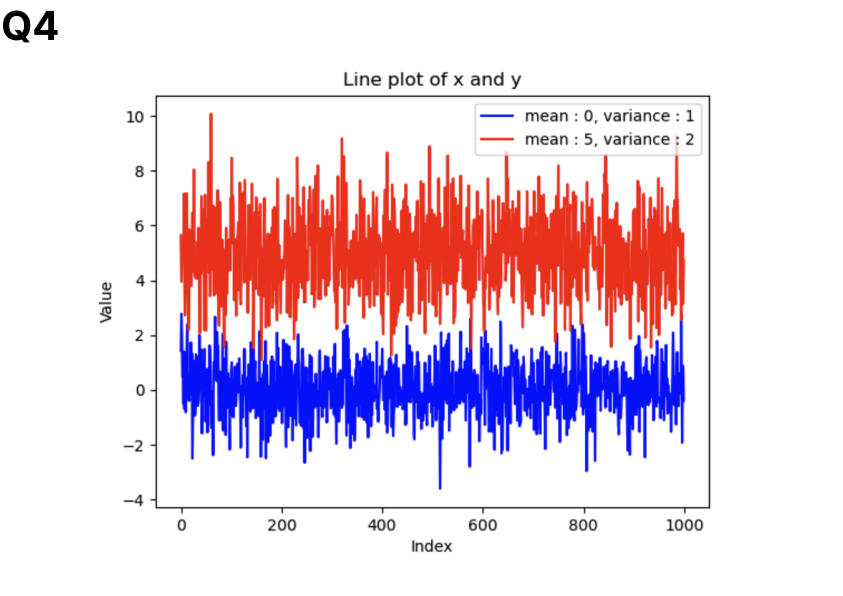 Q4
Line plot of x and y
mean : 0, variance : 1
mean : 5, variance : 2
10
8
6
4
2
0
−2
−4
Value
0 200 400 600 800 1000
Index